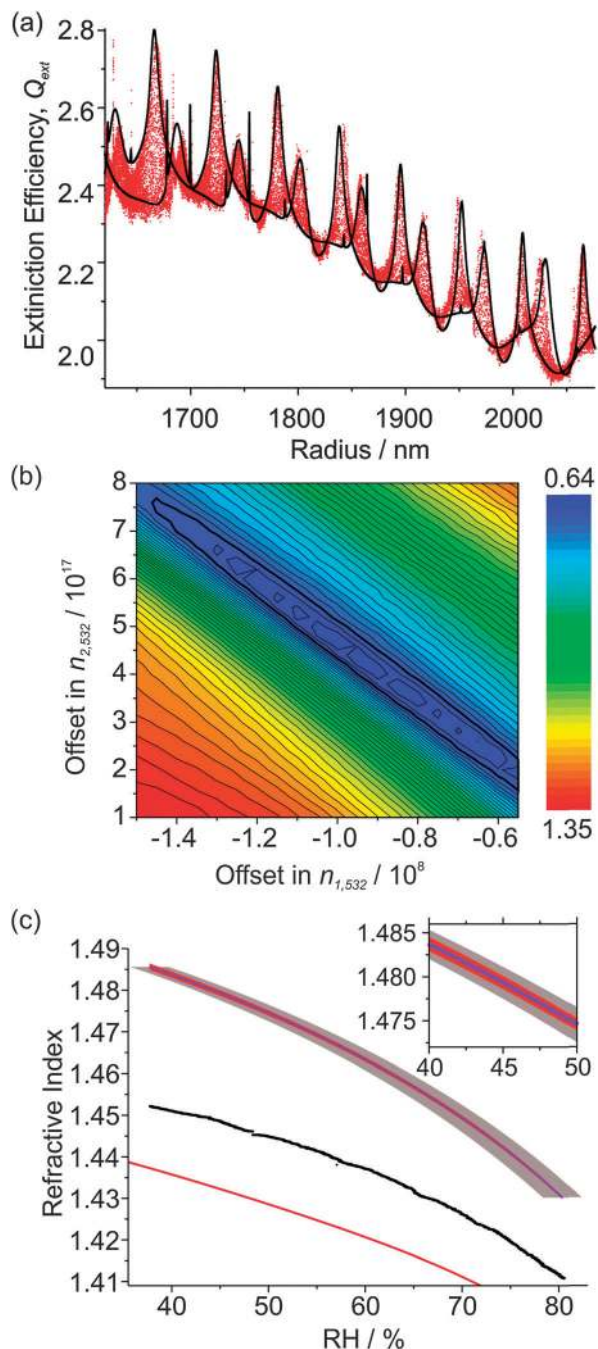 (a)
2.8
2.6
2.4
2.2
2.0
Extiniction Efficiency, Qext
1700 1800 1900 2000
Radius / nm
(b)
8
7
6
5
4
3
2
1
Offset in n2,532 / 10^17
-1.4 -1.2 -1.0 -0.8 -0.6
Offset in n1,532 / 10^8
0.64
1.35
(c)
1.49
1.48
1.47
1.46
1.45
1.44
1.43
1.42
1.41
Refractive Index
40 50 60 70 80
RH / %
1.485
1.480
1.475
40 45 50